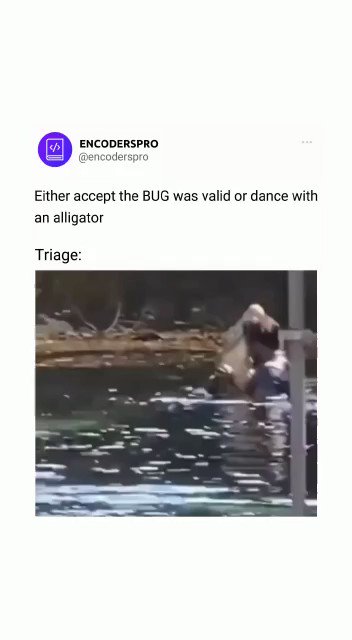 ENCODERSPRO
@encoderspro
Either accept the BUG was valid or dance with
an alligator
Triage: